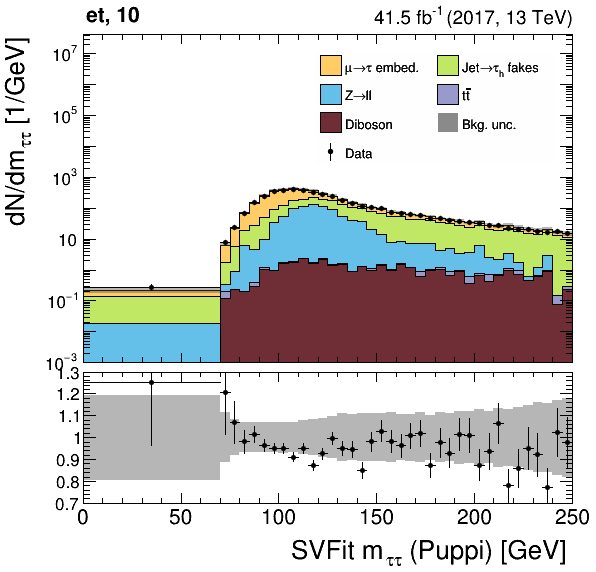 et, 10
41.5 fb⁻¹ (2017, 13 TeV)
dN/dm_ττ [1/GeV]
10⁷
10⁵
10³
10
10⁻¹
10⁻³
μ→τ embed.
Jet→τ_h fakes
Z→ll
tt̄
Diboson
Bkg. unc.
Data
1.3
1.2
1.1
1
0.9
0.8
0.7
0 50 100 150 200 250
SVFit m_ττ (Puppi) [GeV]